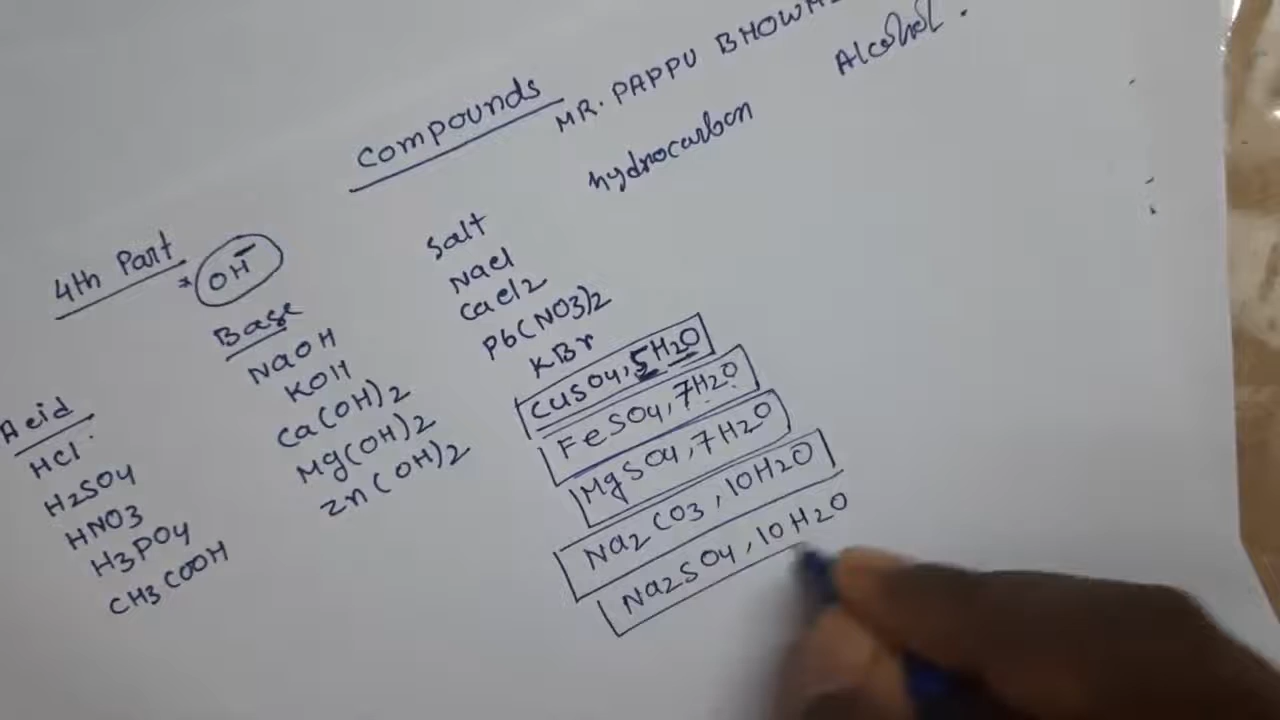 Compounds
MR. PAPPU
Alcohol.
hydrocarbon
4th Part
* OH⁻
Acid
HCl
H2SO4
HNO3
H3PO4
CH3COOH
Base
NaOH
KOH
Ca(OH)2
Mg(OH)2
Zn(OH)2
Salt
NaCl
CaCl2
Pb(NO3)2
KBr
CuSO4, 5H2O
FeSO4, 7H2O
MgSO4, 7H2O
Na2CO3, 10H2O
Na2SO4, 10H2O